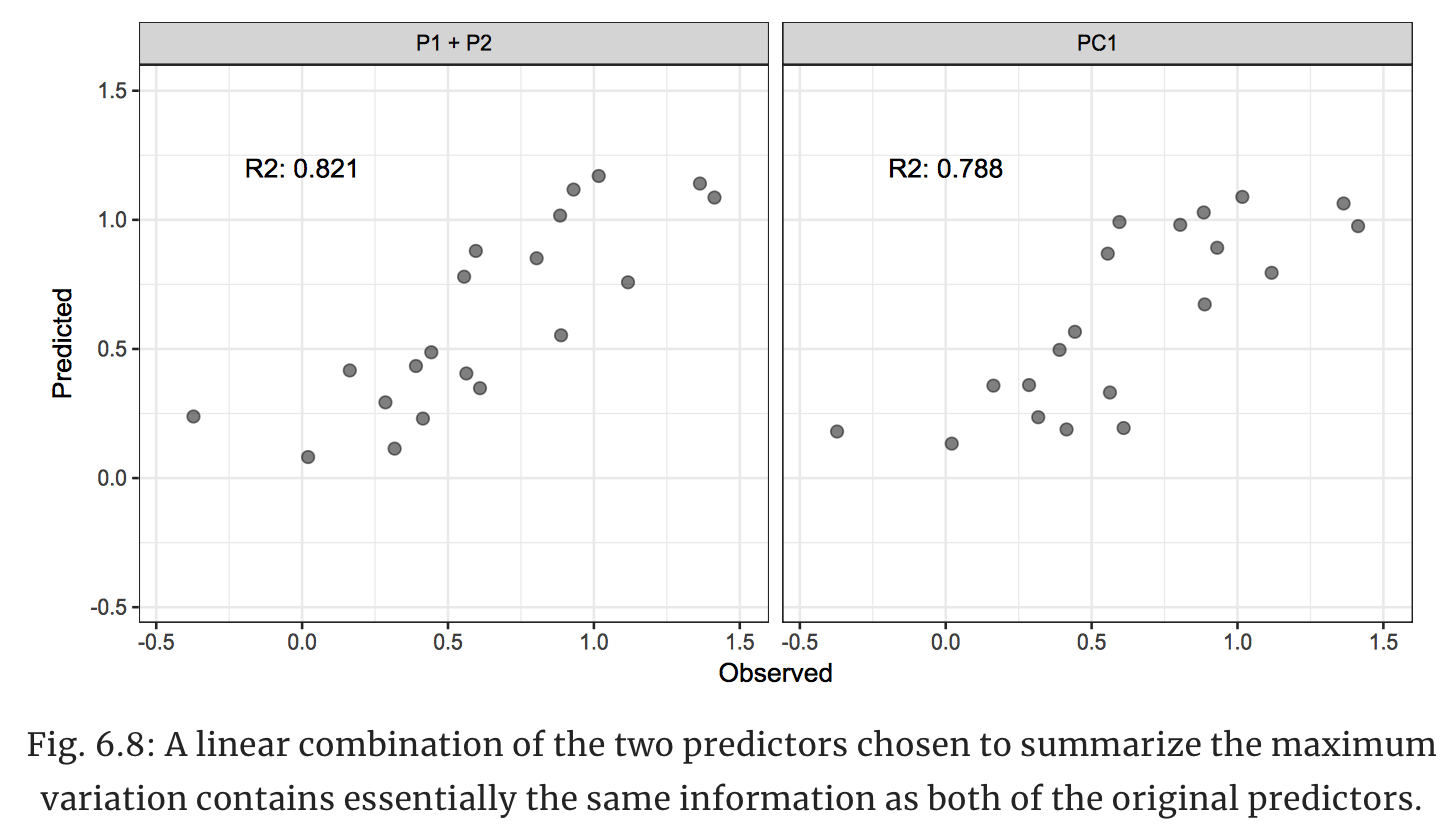 P1 + P2
PC1
1.5
1.0
0.5
0.0
-0.5
Predicted
R2: 0.821
R2: 0.788
-0.5 0.0 0.5 1.0 1.5
-0.5 0.0 0.5 1.0 1.5
Observed
Fig. 6.8: A linear combination of the two predictors chosen to summarize the maximum
variation contains essentially the same information as both of the original predictors.